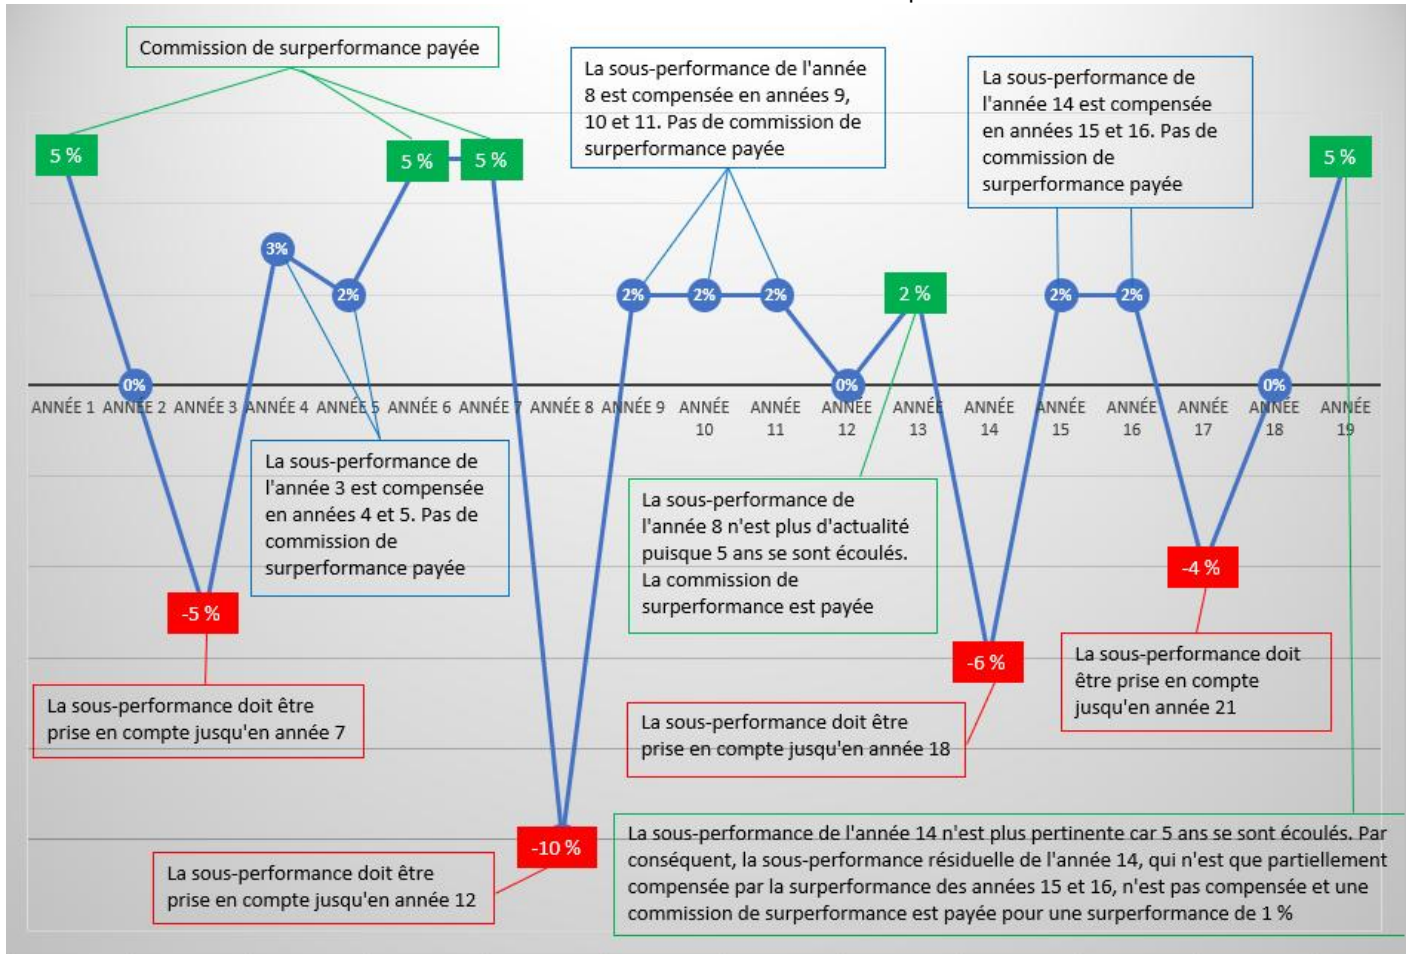 Commission de surperformance payée
La sous-performance de l'année
8 est compensée en années 9,
10 et 11. Pas de commission de
surperformance payée
La sous-performance de
l'année 14 est compensée
en années 15 et 16. Pas de
commission de
surperformance payée
5 %
5 %
5 %
5 %
3%
2%
2%
2%
2%
2 %
2%
2%
0%
0%
0%
ANNÉE 1 ANNÉE 2 ANNÉE 3 ANNÉE 4 ANNÉE 5 ANNÉE 6 ANNÉE 7 ANNÉE 8 ANNÉE 9 ANNÉE ANNÉE ANNÉE ANNÉE ANNÉE ANNÉE ANNÉE ANNÉE ANNÉE ANNÉE
10 11 12 13 14 15 16 17 18 19
La sous-performance de
l'année 3 est compensée
en années 4 et 5. Pas de
commission de
surperformance payée
La sous-performance de
l'année 8 n'est plus d'actualité
puisque 5 ans se sont écoulés.
La commission de
surperformance est payée
-5 %
-4 %
-6 %
-10 %
La sous-performance doit être
prise en compte jusqu'en année 7
La sous-performance doit être
prise en compte jusqu'en année 18
La sous-performance doit
être prise en compte
jusqu'en année 21
La sous-performance doit être
prise en compte jusqu'en année 12
La sous-performance de l'année 14 n'est plus pertinente car 5 ans se sont écoulés. Par
conséquent, la sous-performance résiduelle de l'année 14, qui n'est que partiellement
compensée par la surperformance des années 15 et 16, n'est pas compensée et une
commission de surperformance est payée pour une surperformance de 1 %